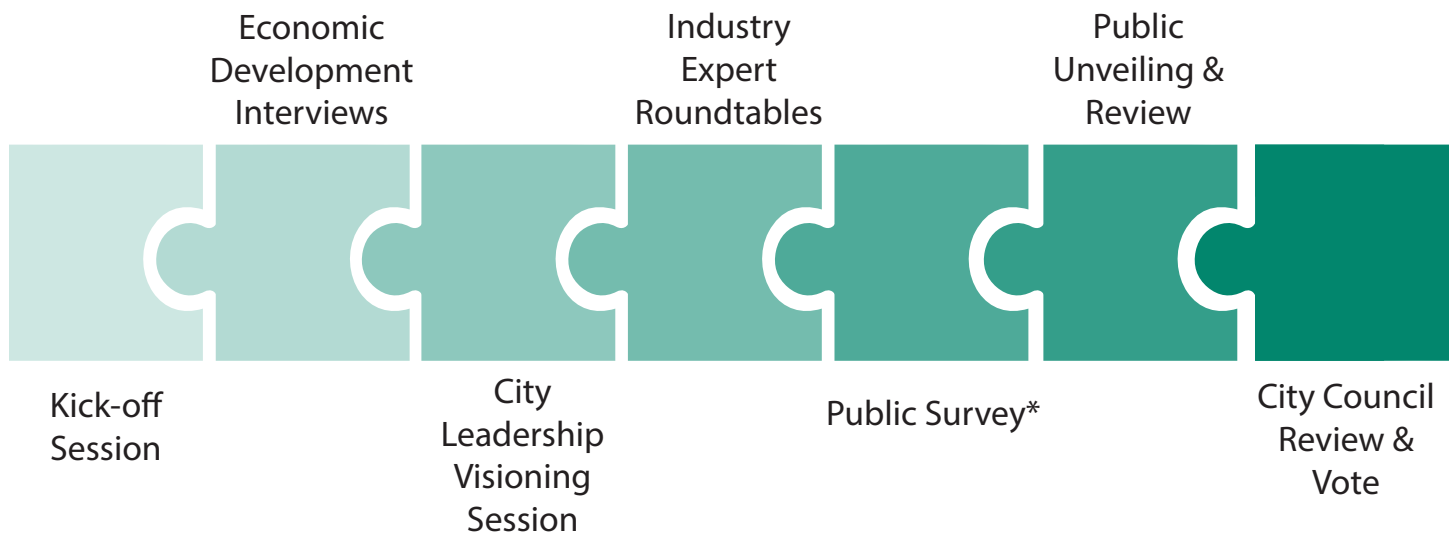 Kick-off
Session
Economic
Development
Interviews
City
Leadership
Visioning
Session
Industry
Expert
Roundtables
Public Survey*
Public
Unveiling &
Review
City Council
Review &
Vote